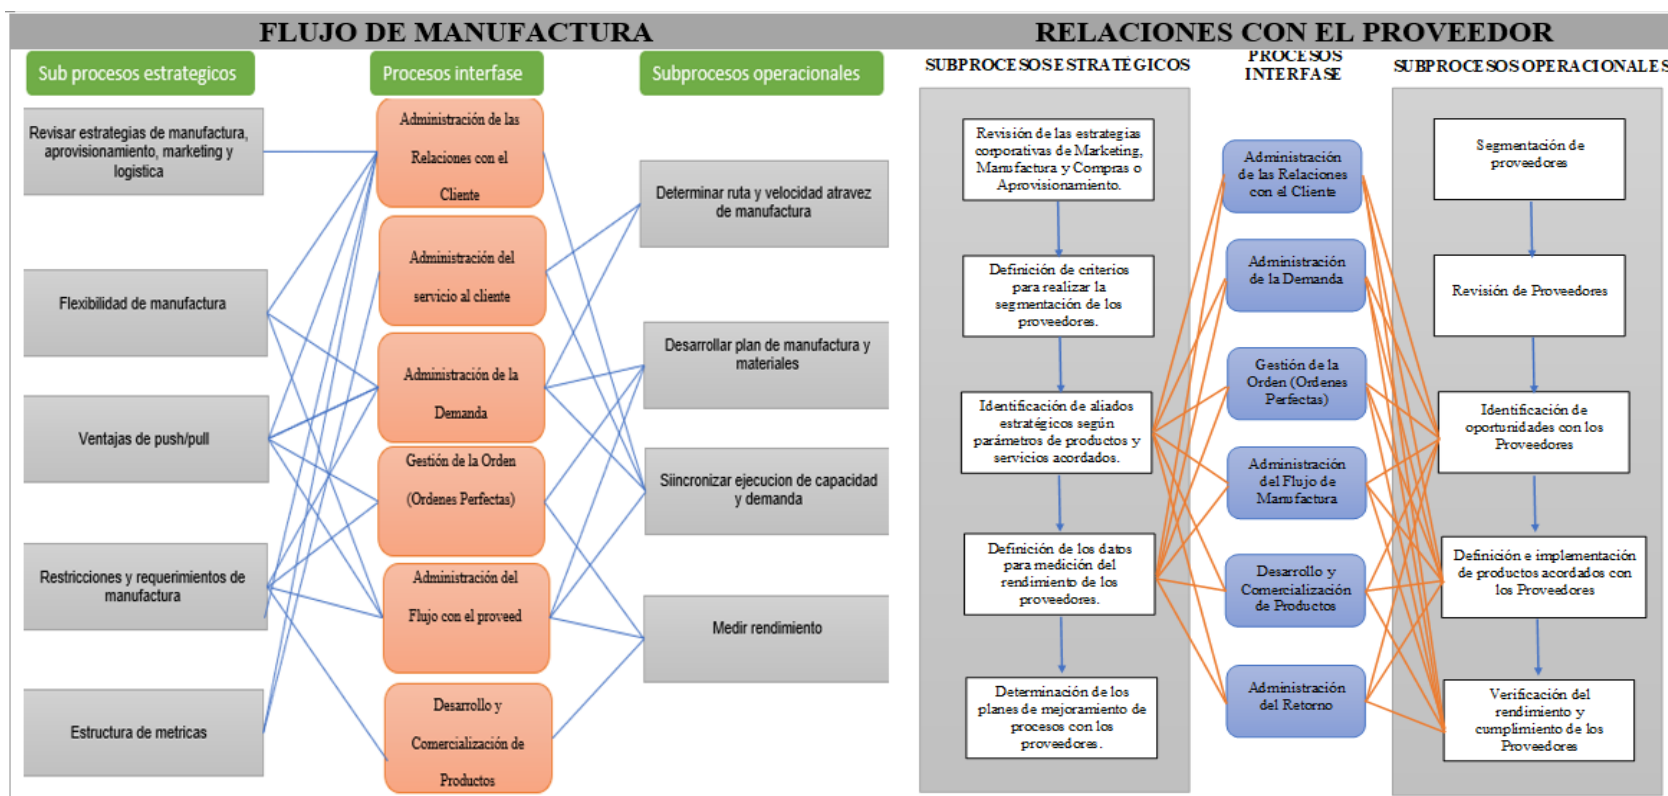 FLUJO DE MANUFACTURA
Sub procesos estrategicos
Procesos interfase
Subprocesos operacionales
Revisar estrategias de manufactura,
aprovisionamiento, marketing y
logistica
Flexibilidad de manufactura
Ventajas de push/pull
Restricciones y requerimientos de
manufactura
Estructura de metricas
Administración de las
Relaciones con el
Cliente
Administración del
servicio al cliente
Administración de la
Demanda
Gestión de la Orden
(Ordenes Perfectas)
Administración del
Flujo con el proveed
Desarrollo y
Comercialización de
Productos
Determinar ruta y velocidad atravez
de manufactura
Desarrollar plan de manufactura y
materiales
Siincronizar ejecucion de capacidad
y demanda
Medir rendimiento
RELACIONES CON EL PROVEEDOR
SUBPROCESOS ESTRATÉGICOS
PROCESOS
INTERFASE
SUBPROCESOS OPERACIONALES
Revisión de las estrategias
corporativas de Marketing,
Manufactura y Compras o
Aprovisionamiento.
Definición de criterios
para realizar la
segmentación de los
proveedores.
Identificación de aliados
estratégicos según
parámetros de productos y
servicios acordados.
Definición de los datos
para medición del
rendimiento de los
proveedores.
Determinación de los
planes de mejoramiento de
procesos con los
proveedores.
Administración
de las Relaciones
con el Cliente
Administración
de la Demanda
Gestión de la
Orden (Ordenes
Perfectas)
Administración
del Flujo de
Manufactura
Desarrollo y
Comercialización
de Productos
Administración
del Retorno
Segmentación de
proveedores
Revisión de Proveedores
Identificación de
oportunidades con los
Proveedores
Definición e implementación
de productos acordados con
los Proveedores
Verificación del
rendimiento y
cumplimiento de los
Proveedores